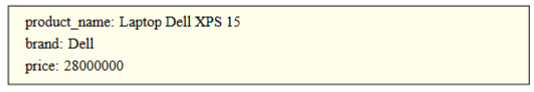 product_name: Laptop Dell XPS 15
brand: Dell
price: 28000000